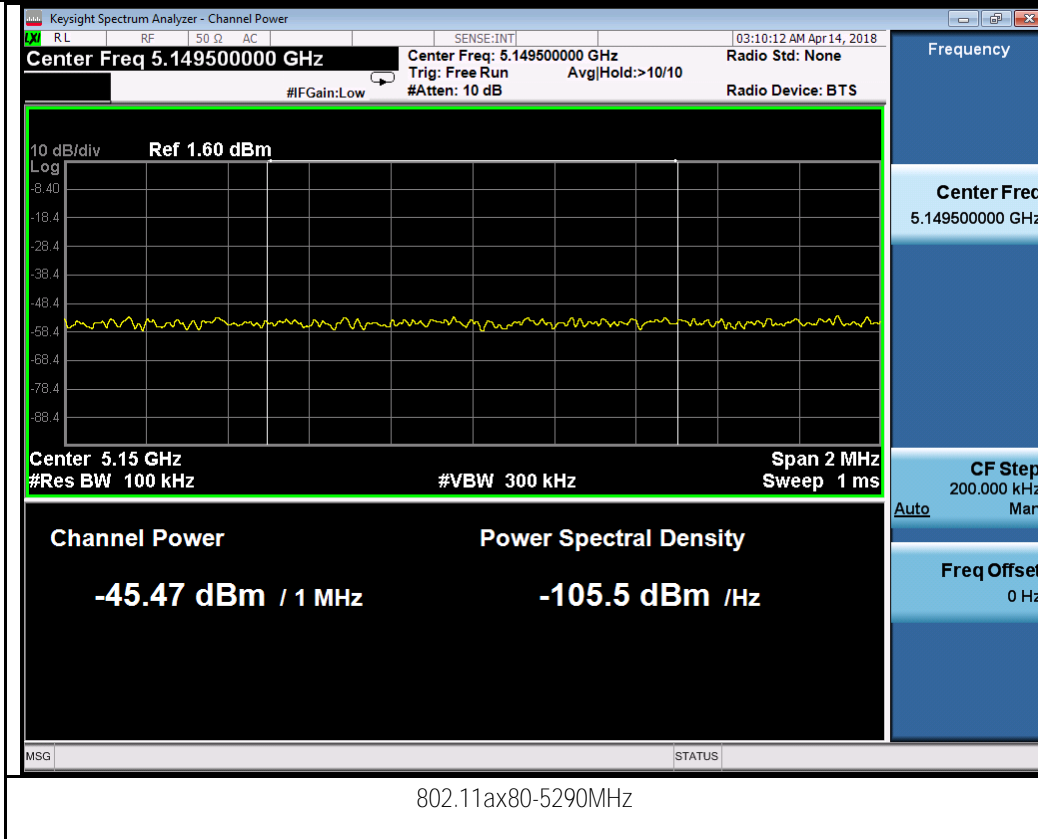 Keysight Spectrum Analyzer - Channel Power
LXI RL RF 50 Ω AC SENSE:INT 03:10:12 AM Apr 14, 2018
Center Freq 5.149500000 GHz
#IFGain:Low
Center Freq: 5.149500000 GHz
Trig: Free Run Avg|Hold:>10/10
#Atten: 10 dB
Radio Std: None
Radio Device: BTS
10 dB/div Ref 1.60 dBm
Log
-8.40
-18.4
-28.4
-38.4
-48.4
-58.4
-68.4
-78.4
-88.4
Center 5.15 GHz Span 2 MHz
#Res BW 100 kHz #VBW 300 kHz Sweep 1 ms
Channel Power Power Spectral Density
-45.47 dBm / 1 MHz -105.5 dBm /Hz
Frequency
Center Freq
5.149500000 GHz
CF Step
200.000 kHz
Auto Man
Freq Offset
0 Hz
MSG STATUS
802.11ax80-5290MHz